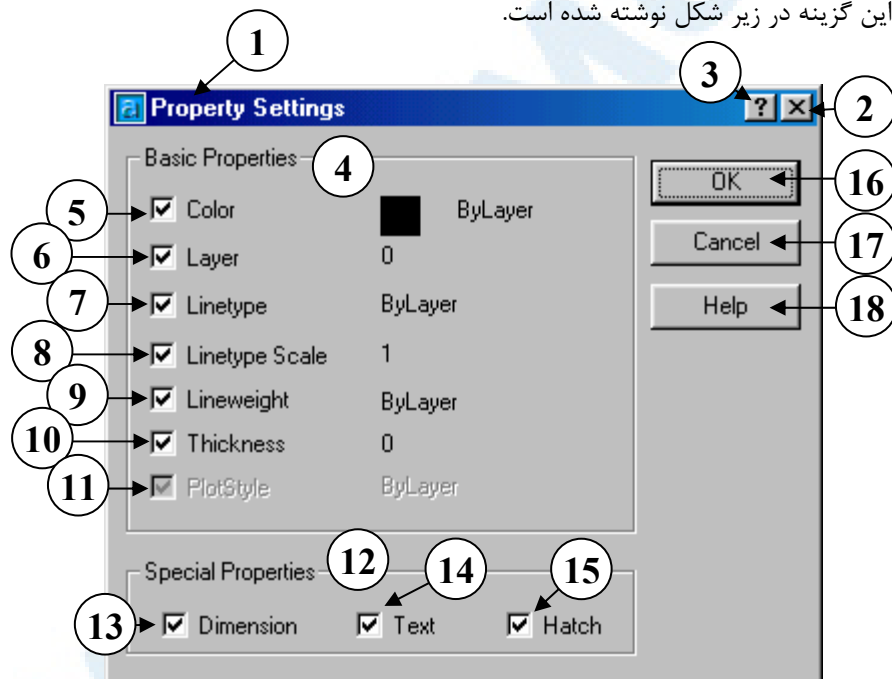 این گزینه در زیر شکل نوشته شده است.
1
3
2
Property Settings
Basic Properties
4
5
Color
ByLayer
OK
16
6
Layer
0
Cancel
17
7
Linetype
ByLayer
Help
18
8
Linetype Scale
1
9
Lineweight
ByLayer
10
Thickness
0
11
PlotStyle
ByLayer
Special Properties
12
14
15
13
Dimension
Text
Hatch